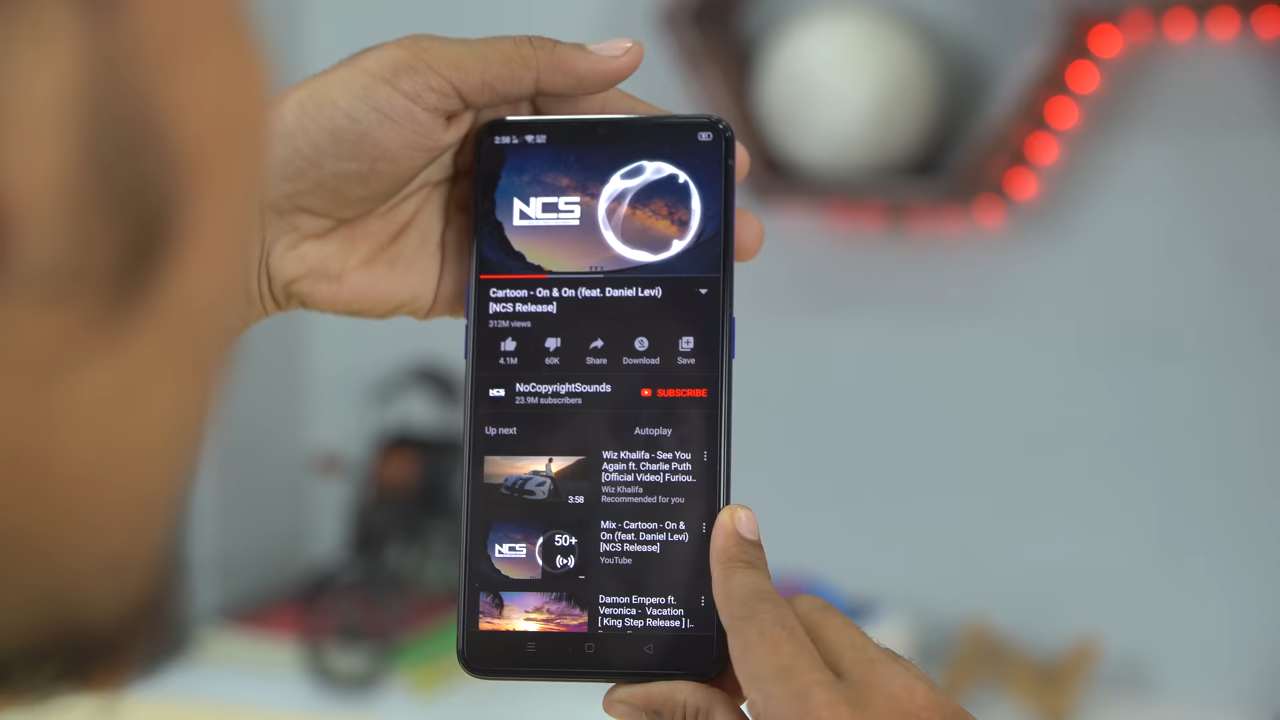 2:58
NCS
Cartoon - On & On (feat. Daniel Levi)
[NCS Release]
312M views
4.1M
60K
Share
Download
Save
NCS
NoCopyrightSounds
23.9M subscribers
SUBSCRIBE
Up next
Autoplay
Wiz Khalifa - See You
Again ft. Charlie Puth
[Official Video] Furiou..
Wiz Khalifa
Recommended for you
3:58
Mix - Cartoon - On &
On (feat. Daniel Levi)
[NCS Release]
YouTube
NCS
50+
Damon Empero ft.
Veronica - Vacation
[ King Step Release ] |..